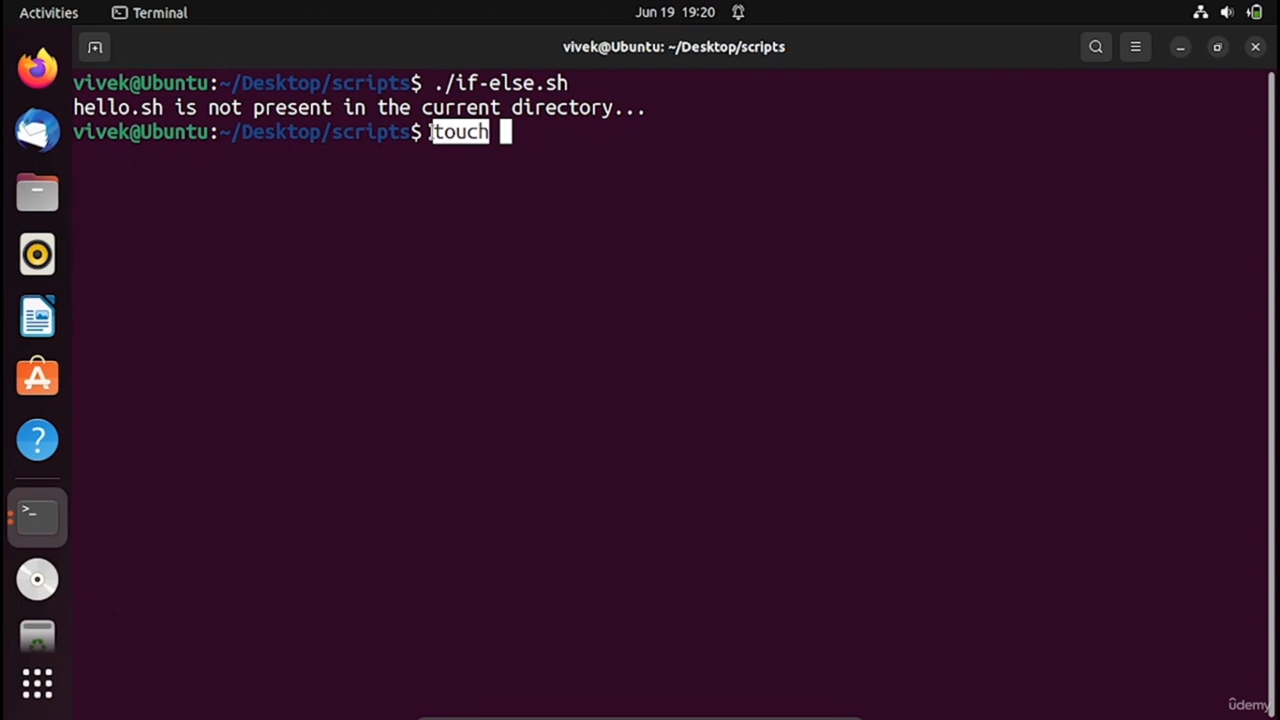 Activities Terminal Jun 19 19:20
vivek@Ubuntu: ~/Desktop/scripts
vivek@Ubuntu:~/Desktop/scripts$ ./if-else.sh
hello.sh is not present in the current directory...
vivek@Ubuntu:~/Desktop/scripts$ touch
udemy